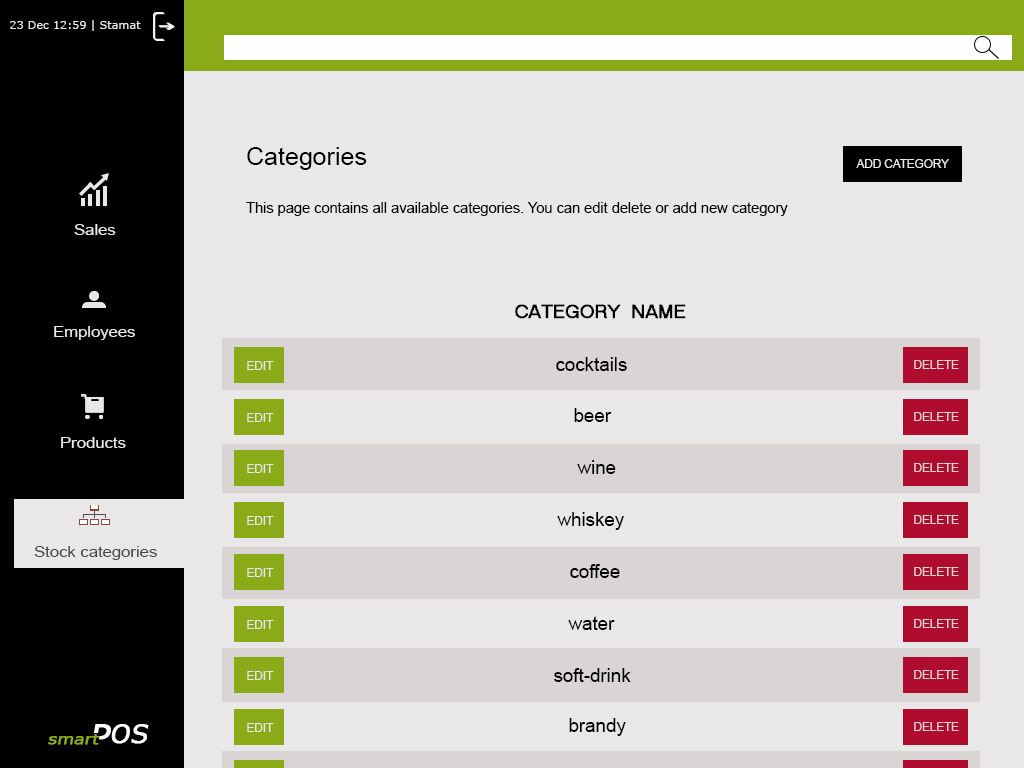 23 Dec 12:59 | Stamat
Sales
Employees
Products
Stock categories
smartPOS
Categories
ADD CATEGORY
This page contains all available categories. You can edit delete or add new category
CATEGORY NAME
EDIT cocktails DELETE
EDIT beer DELETE
EDIT wine DELETE
EDIT whiskey DELETE
EDIT coffee DELETE
EDIT water DELETE
EDIT soft-drink DELETE
EDIT brandy DELETE